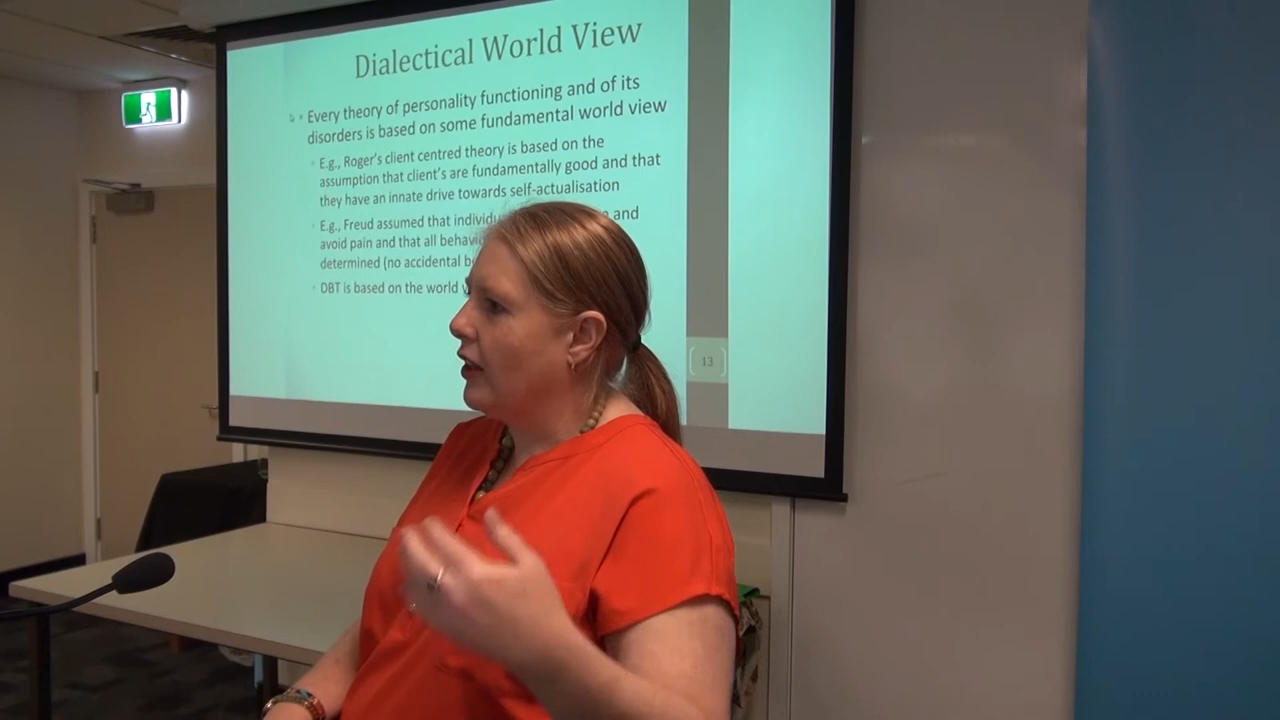 Dialectical World View
Every theory of personality functioning and of its
disorders is based on some fundamental world view
E.g., Roger's client centred theory is based on the
assumption that client's are fundamentally good and that
they have an innate drive towards self-actualisation
E.g., Freud assumed that and
avoid pain and that all
determined (no accidental
DBT is based on the world
13